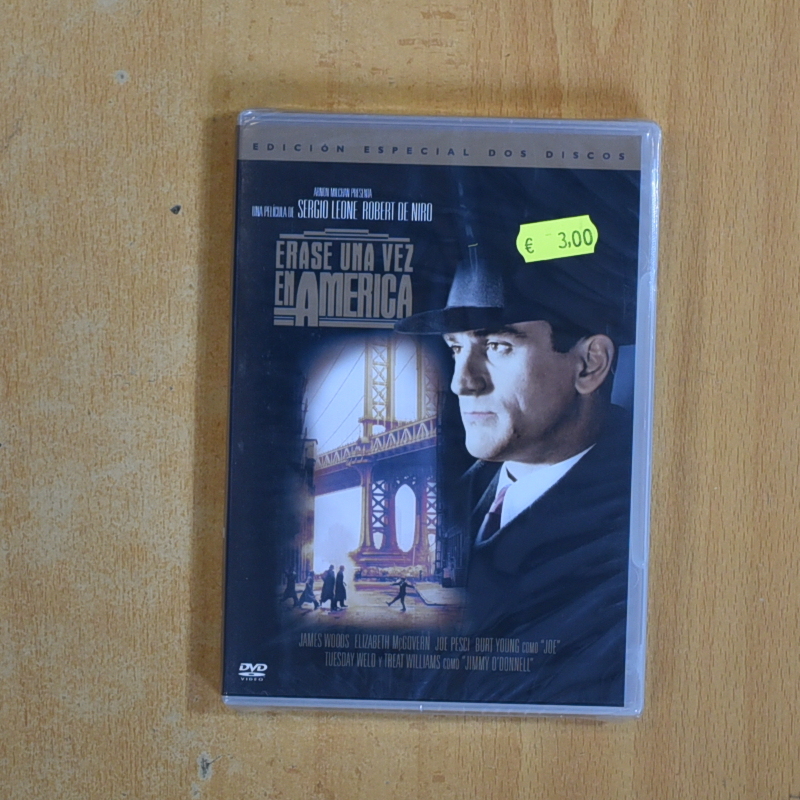 EDICIÓN ESPECIAL DOS DISCOS
ARNON MILCHAN PRESENTA
UNA PELÍCULA DE SERGIO LEONE ROBERT DE NIRO
€ 3,00
ERASE UNA VEZ
EN AMERICA
JAMES WOODS ELIZABETH McGOVERN JOE PESCI BURT YOUNG COMO "JOE"
TUESDAY WELD Y TREAT WILLIAMS COMO "JIMMY O'DONNELL"
DVD
VIDEO